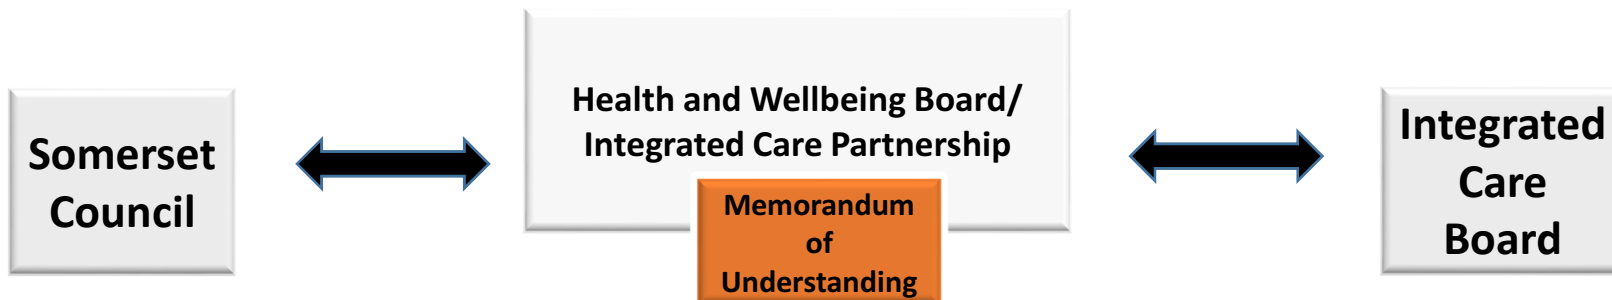 Somerset
Council
Health and Wellbeing Board/
Integrated Care Partnership
Memorandum
of
Understanding
Integrated
Care
Board